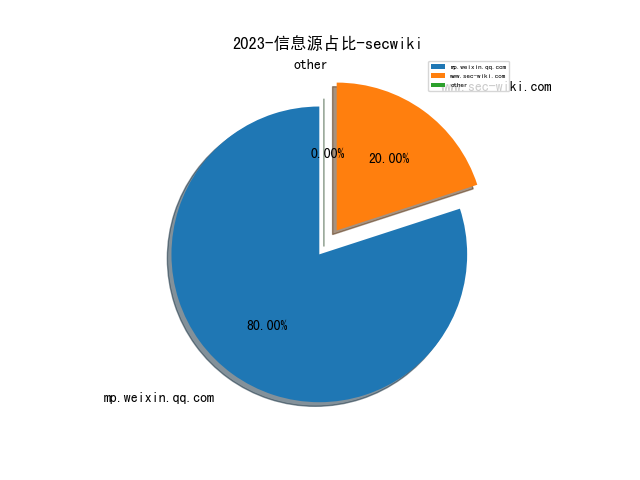 2023-信息源占比-secwiki
other
mp.weixin.qq.com
www.sec-wiki.com
other
www.sec-wiki.com
0.00%
20.00%
80.00%
mp.weixin.qq.com